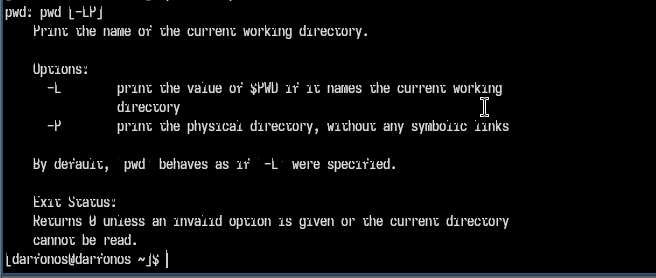 pwd: pwd [-LP]
Print the name of the current working directory.
Options:
-L print the value of $PWD if it names the current working
directory
-P print the physical directory, without any symbolic links
By default, `pwd' behaves as if `-L' were specified.
Exit Status:
Returns 0 unless an invalid option is given or the current directory
cannot be read.
[darfonos@darfonos ~]$